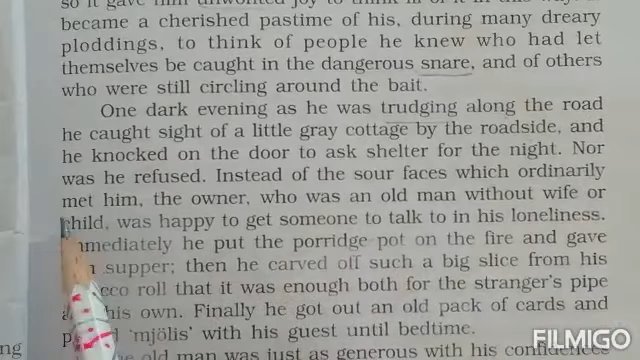 so it gave him unwonted joy to think ill of it in this way. It
became a cherished pastime of his, during many dreary
ploddings, to think of people he knew who had let
themselves be caught in the dangerous snare, and of others
who were still circling around the bait.
One dark evening as he was trudging along the road
he caught sight of a little gray cottage by the roadside, and
he knocked on the door to ask shelter for the night. Nor
was he refused. Instead of the sour faces which ordinarily
met him, the owner, who was an old man without wife or
child, was happy to get someone to talk to in his loneliness.
mmediately he put the porridge pot on the fire and gave
supper; then he carved off such a big slice from his
cco roll that it was enough both for the stranger's pipe
his own. Finally he got out an old pack of cards and
'mjölis' with his guest until bedtime.
old man was just as generous with his confidences
ng
FILMIGO